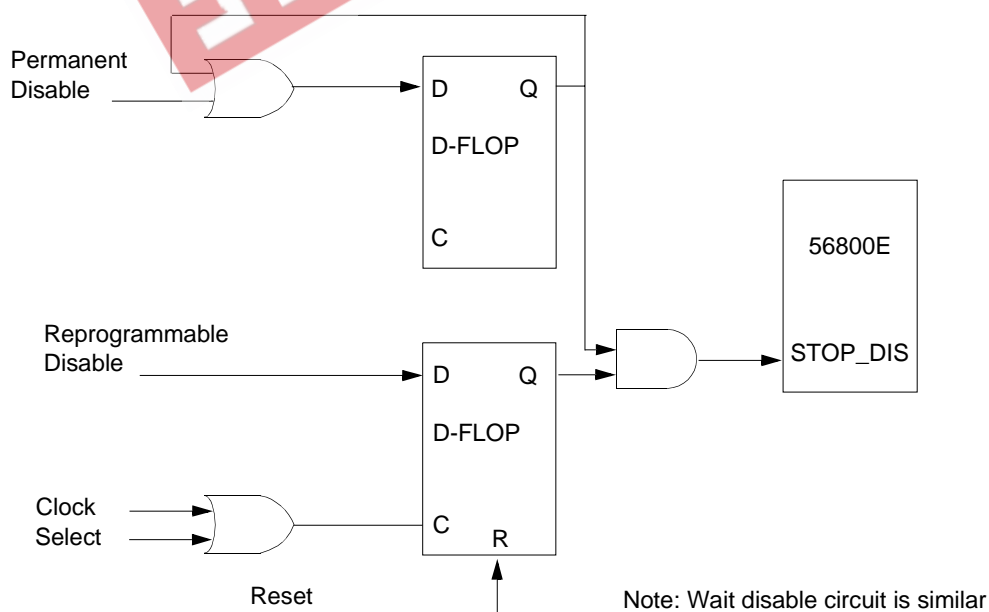 Permanent
Disable
D Q
D-FLOP
C
56800E
STOP_DIS
Reprogrammable
Disable
D Q
D-FLOP
C
R
Clock
Select
Reset
Note: Wait disable circuit is similar